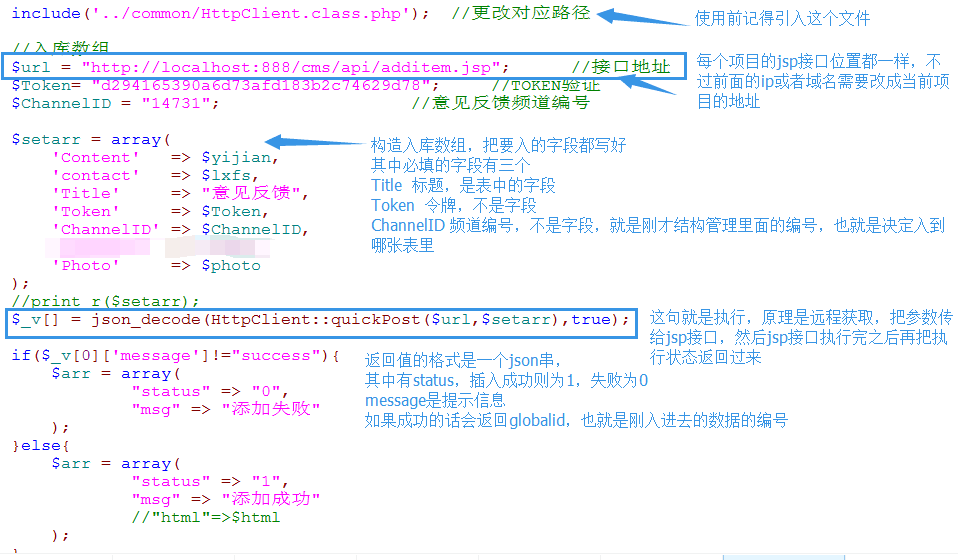 include('../common/HttpClient.class.php');  //更改对应路径
使用前记得引入这个文件
//入库数组
$url = "http://localhost:888/cms/api/additem.jsp";      //接口地址
$Token= "d294165390a6d73afd183b2c74629d78";      //TOKEN验证
$ChannelID = "14731";                   //意见反馈频道编号
每个项目的jsp接口位置都一样，不
过前面的ip或者域名需要改成当前项
目的地址
$setarr = array(
'Content'   => $yijian,
'contact'   => $lxfs,
'Title'     => "意见反馈",
'Token'     => $Token,
'ChannelID' => $ChannelID,
'Photo'     => $photo
);
构造入库数组，把要入的字段都写好
其中必填的字段有三个
Title  标题，是表中的字段
Token  令牌，不是字段
ChannelID 频道编号，不是字段，就是刚才结构管理里面的编号，也就是决定入到
哪张表里
//print_r($setarr);
$_v[] = json_decode(HttpClient::quickPost($url,$setarr),true);
这句就是执行，原理是远程获取，把参数传
给jsp接口，然后jsp接口执行完之后再把执
行状态返回过来
if($_v[0]['message']!="success"){
$arr = array(
"status" => "0",
"msg" => "添加失败"
);
}else{
$arr = array(
"status" => "1",
"msg" => "添加成功"
//"html"=>$html
);
}
返回值的格式是一个json串，
其中有status，插入成功则为1，失败为0
message是提示信息
如果成功的话会返回globalid，也就是刚入进去的数据的编号